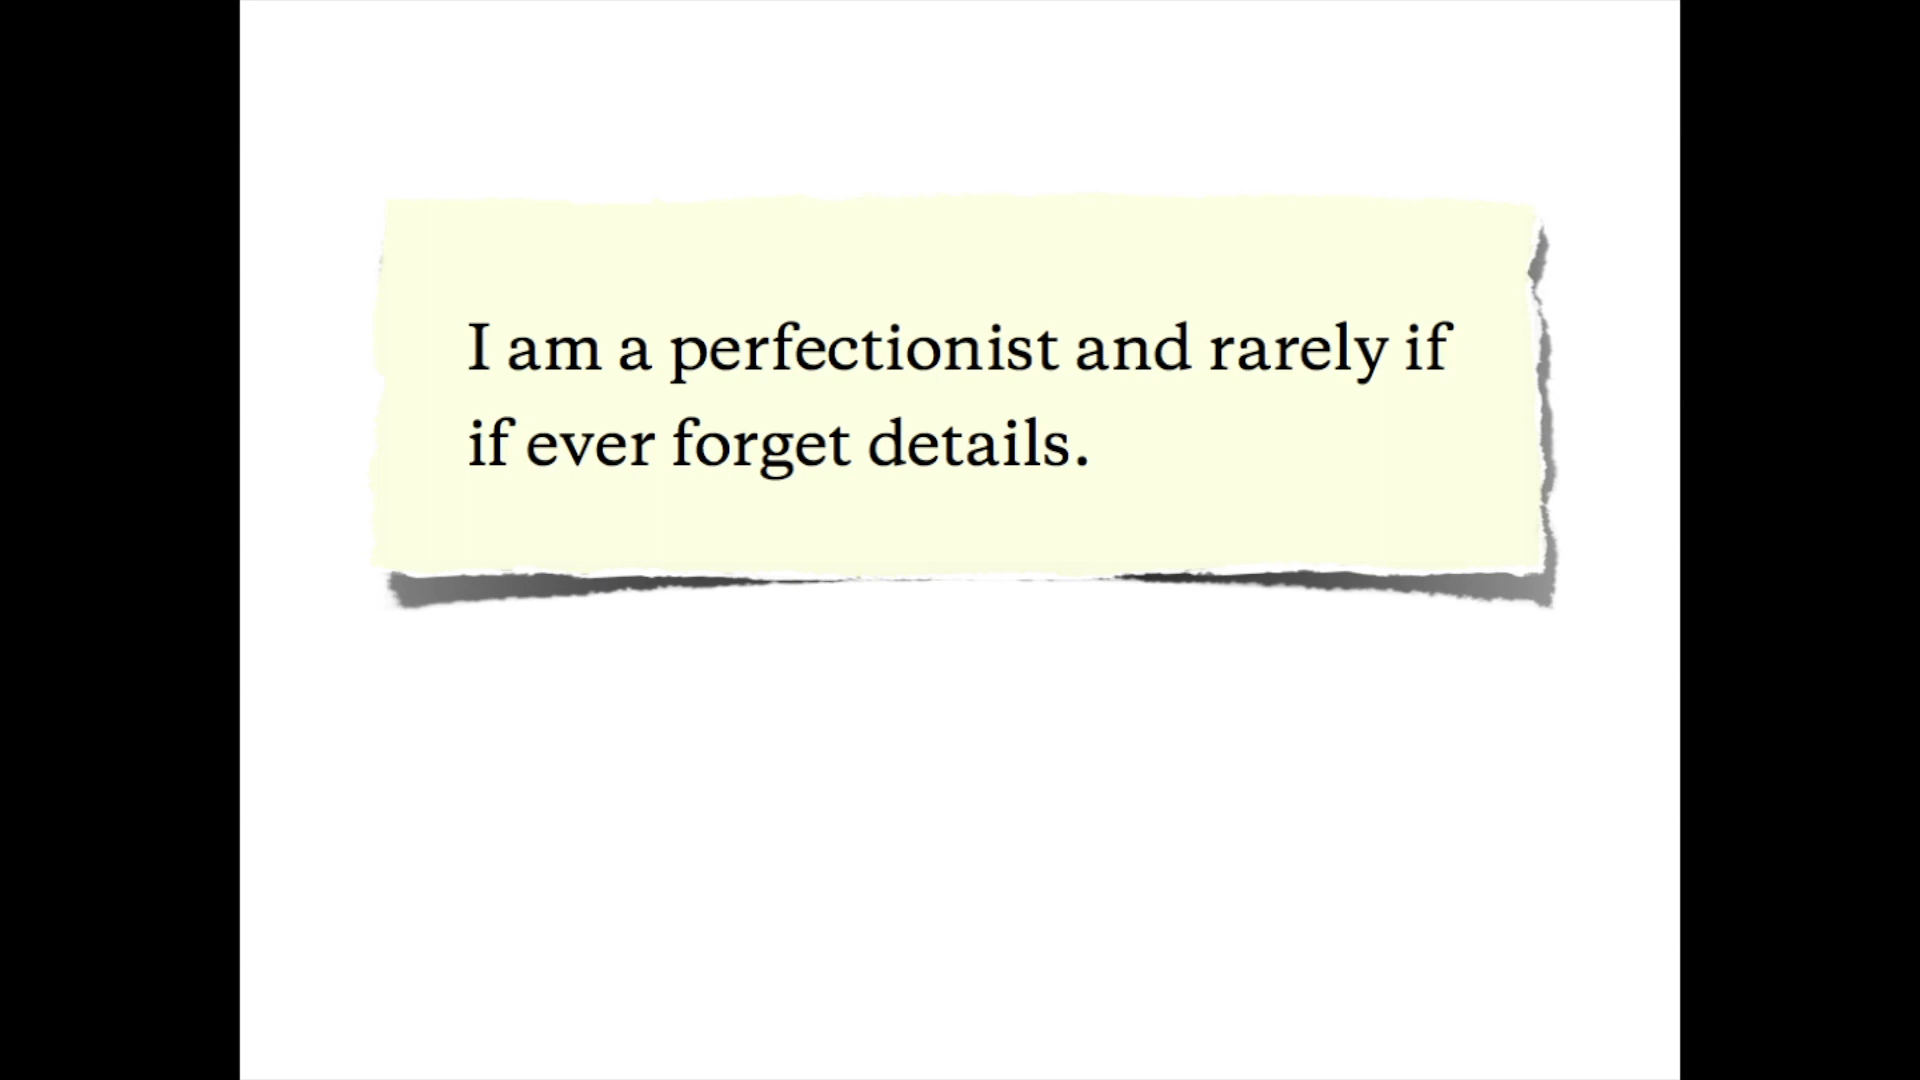 I am a perfectionist and rarely if
if ever forget details.